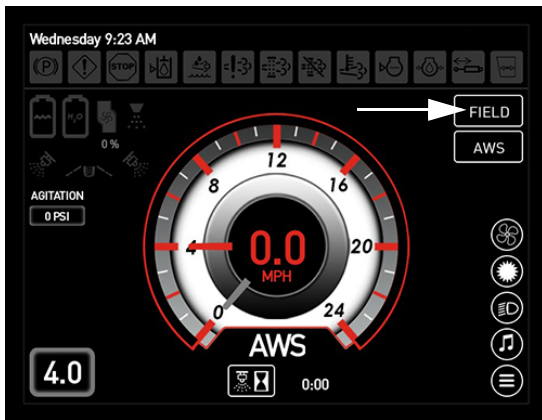 Wednesday 9:23 AM
(P)
STOP
H₂O
0 %
FIELD
AWS
AGITATION
0 PSI
0
4
8
12
16
20
24
0.0
MPH
AWS
4.0
0:00